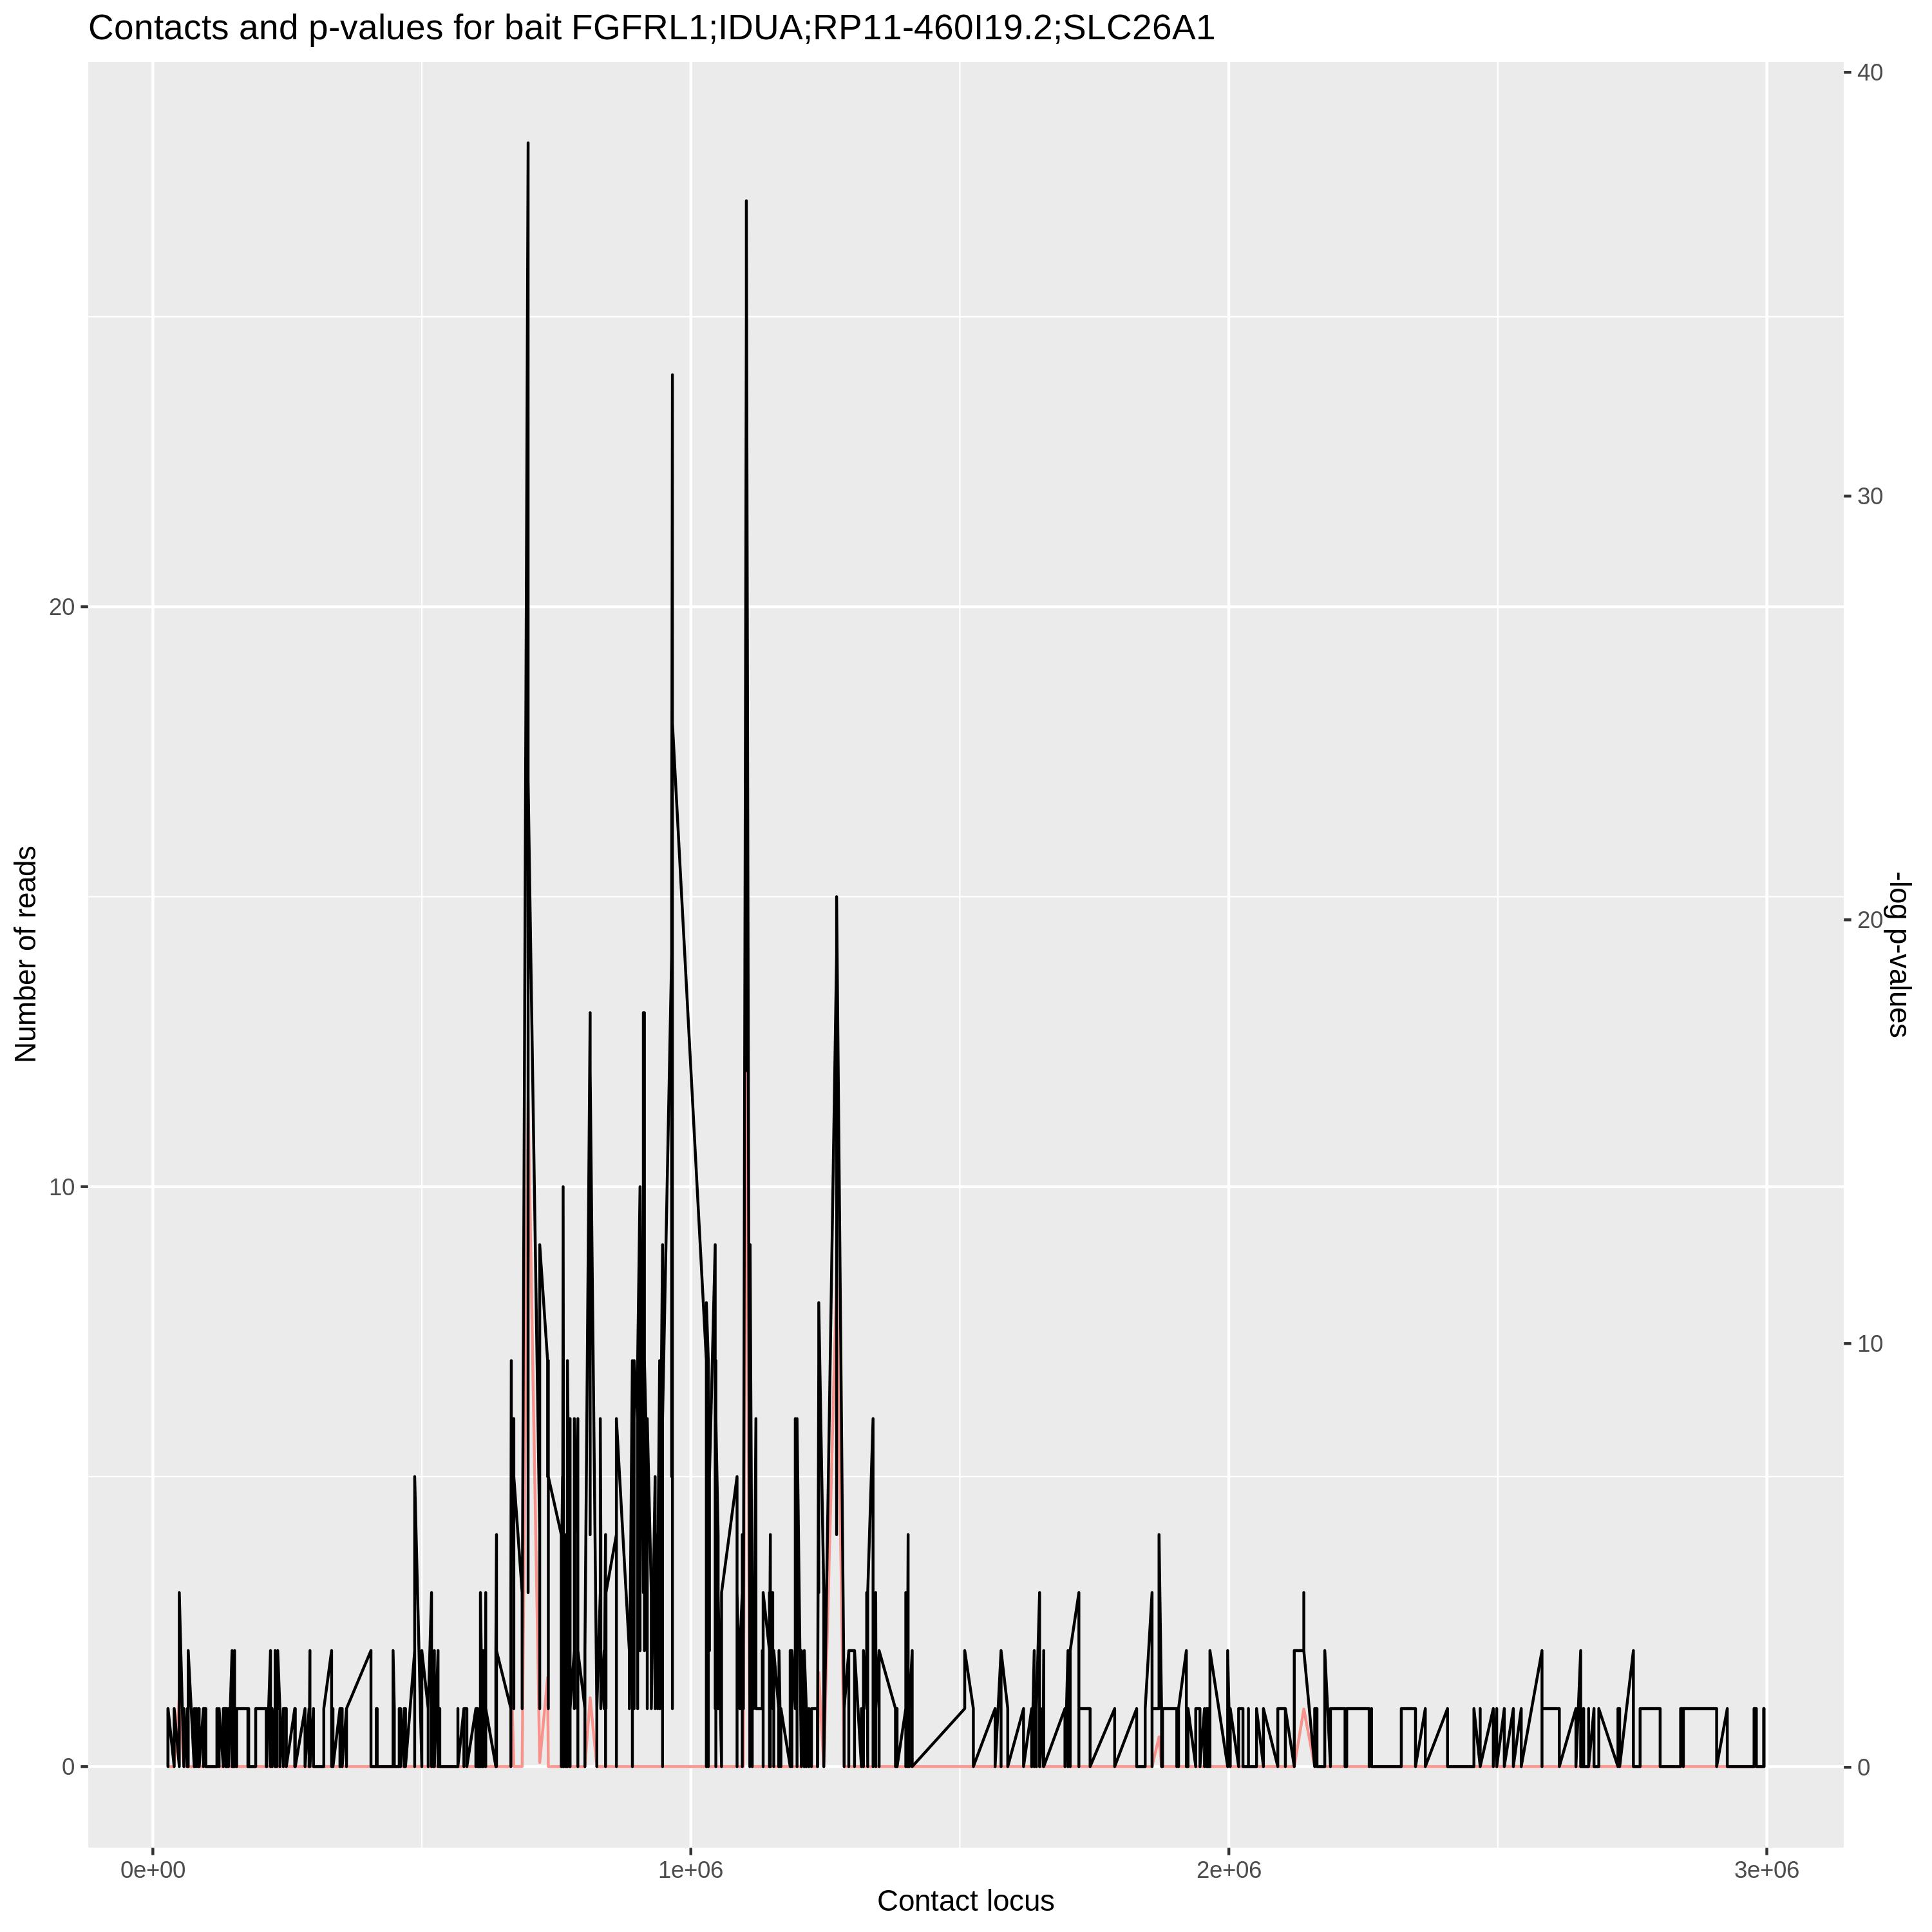 Contacts and p-values for bait FGFRL1;IDUA;RP11-460I19.2;SLC26A1
40
30
20
20
10
10
0
0
Number of reads
-log p-values
0e+00 1e+06 2e+06 3e+06
Contact locus